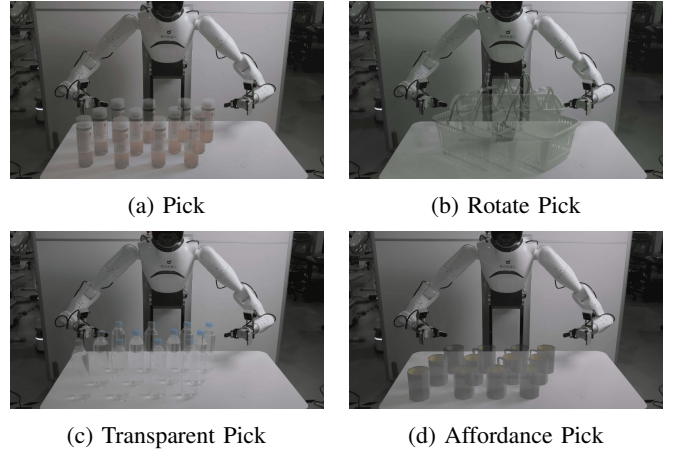 (a) Pick
(b) Rotate Pick
(c) Transparent Pick
(d) Affordance Pick